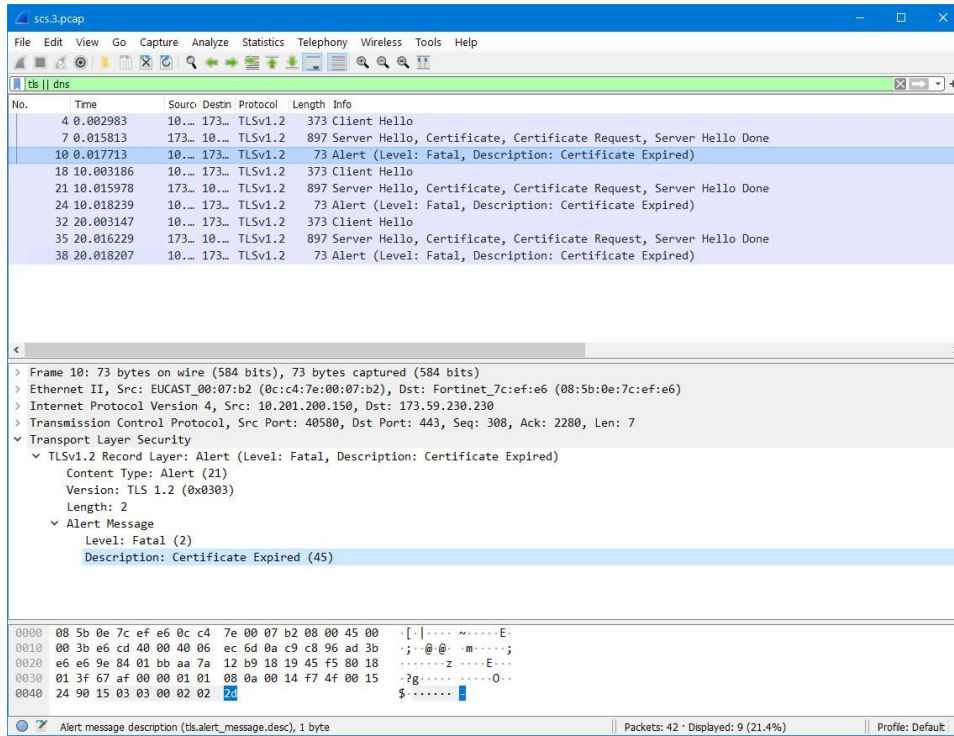 scs.3.pcap
File Edit View Go Capture Analyze Statistics Telephony Wireless Tools Help
tls || dns
No. Time Sourc Destin Protocol Length Info
4 0.002983 10.… 173… TLSv1.2 373 Client Hello
7 0.015813 173… 10.… TLSv1.2 897 Server Hello, Certificate, Certificate Request, Server Hello Done
10 0.017713 10.… 173… TLSv1.2 73 Alert (Level: Fatal, Description: Certificate Expired)
18 10.003186 10.… 173… TLSv1.2 373 Client Hello
21 10.015978 173… 10.… TLSv1.2 897 Server Hello, Certificate, Certificate Request, Server Hello Done
24 10.018239 10.… 173… TLSv1.2 73 Alert (Level: Fatal, Description: Certificate Expired)
32 20.003147 10.… 173… TLSv1.2 373 Client Hello
35 20.016229 173… 10.… TLSv1.2 897 Server Hello, Certificate, Certificate Request, Server Hello Done
38 20.018207 10.… 173… TLSv1.2 73 Alert (Level: Fatal, Description: Certificate Expired)
Frame 10: 73 bytes on wire (584 bits), 73 bytes captured (584 bits)
Ethernet II, Src: EUCAST_00:07:b2 (0c:c4:7e:00:07:b2), Dst: Fortinet_7c:ef:e6 (08:5b:0e:7c:ef:e6)
Internet Protocol Version 4, Src: 10.201.200.150, Dst: 173.59.230.230
Transmission Control Protocol, Src Port: 40580, Dst Port: 443, Seq: 308, Ack: 2280, Len: 7
Transport Layer Security
TLSv1.2 Record Layer: Alert (Level: Fatal, Description: Certificate Expired)
Content Type: Alert (21)
Version: TLS 1.2 (0x0303)
Length: 2
Alert Message
Level: Fatal (2)
Description: Certificate Expired (45)
0000 08 5b 0e 7c ef e6 0c c4 7e 00 07 b2 08 00 45 00 ·[·|···· ~·····E·
0010 00 3b e6 cd 40 00 40 06 ec 6d 0a c9 c8 96 ad 3b ·;··@·@· ·m·····;
0020 e6 e6 9e 84 01 bb aa 7a 12 b9 18 19 45 f5 80 18 ·······z ····E···
0030 01 3f 67 af 00 00 01 01 08 0a 00 14 f7 4f 00 15 ·?g····· ·····O··
0040 24 90 15 03 03 00 02 02 2d $······· -
Alert message description (tls.alert_message.desc), 1 byte Packets: 42 · Displayed: 9 (21.4%) Profile: Default